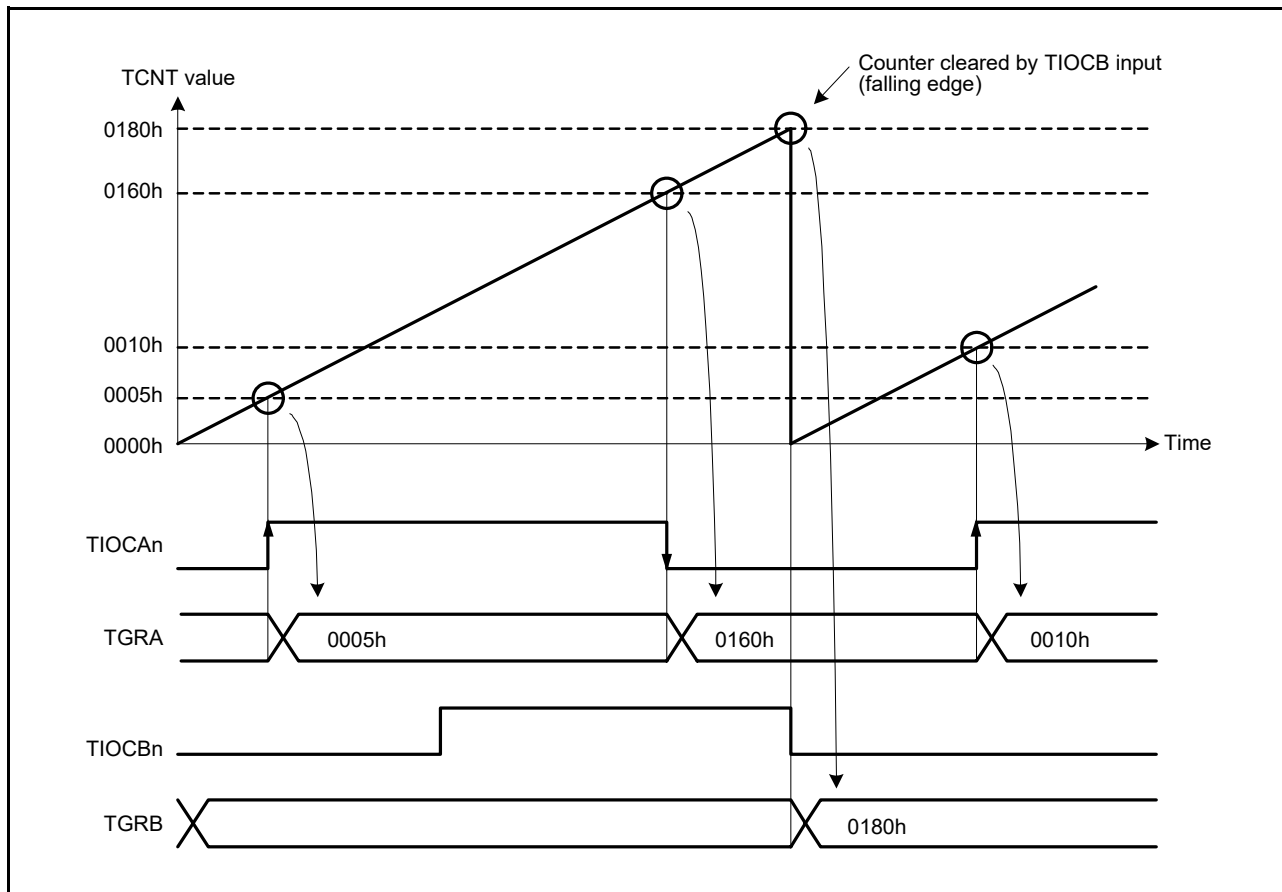 Counter cleared by TIOCB input
(falling edge)
TCNT value
0180h
0160h
0010h
0005h
0000h
Time
TIOCAn
TGRA
0005h
0160h
0010h
TIOCBn
TGRB
0180h